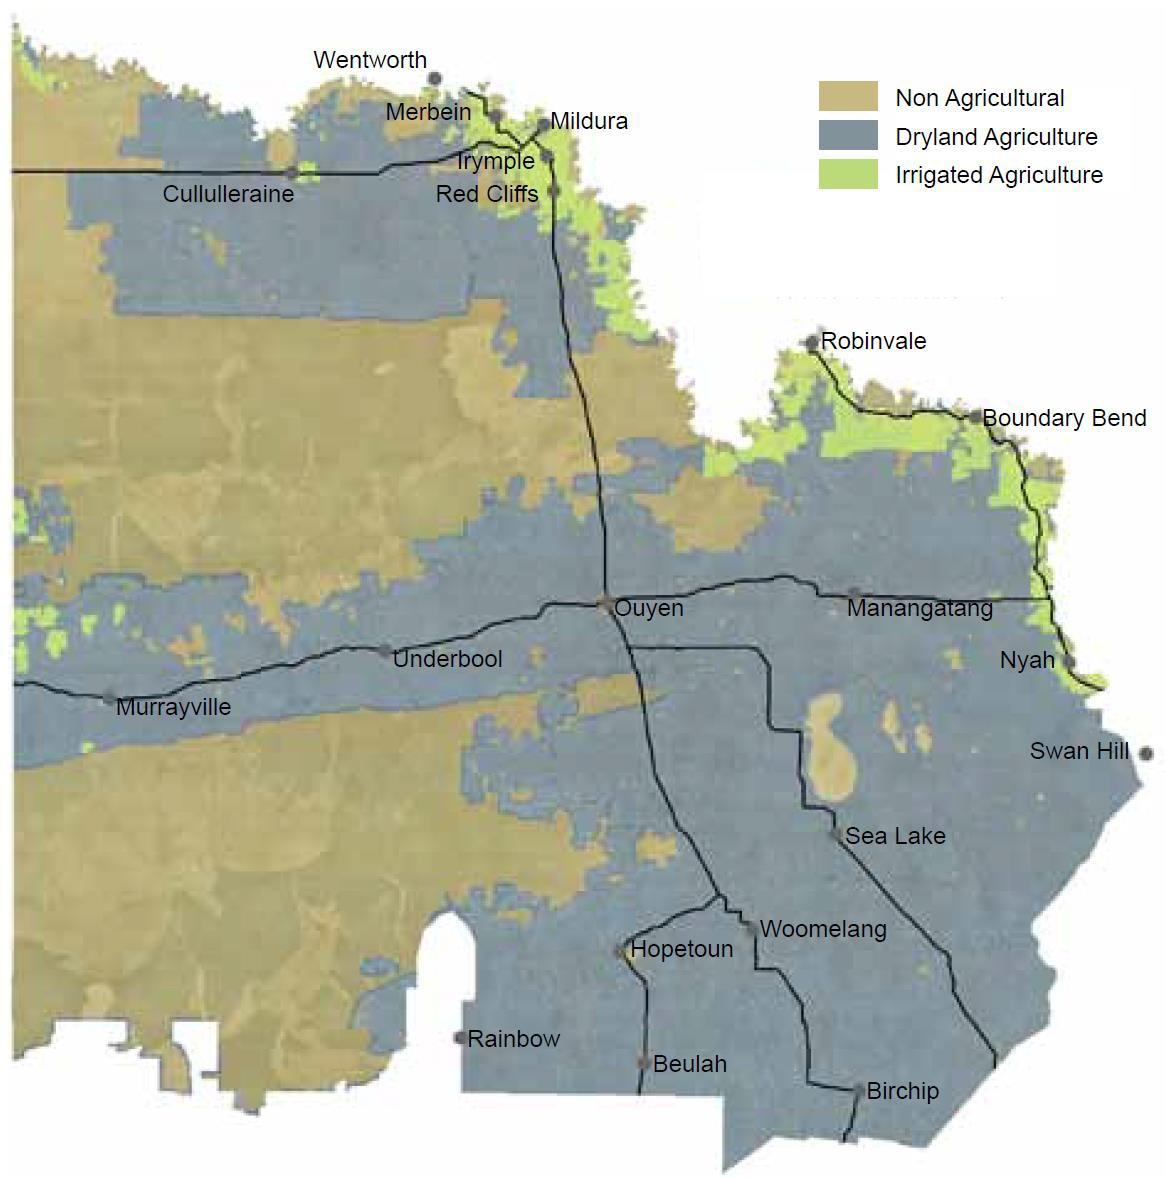 Wentworth
Merbein
Mildura
Non Agricultural
Dryland Agriculture
Irrigated Agriculture
Irymple
Cullulleraine
Red Cliffs
Robinvale
Boundary Bend
Ouyen
Manangatang
Underbool
Nyah
Murrayville
Swan Hill
Sea Lake
Woomelang
Hopetoun
Rainbow
Beulah
Birchip